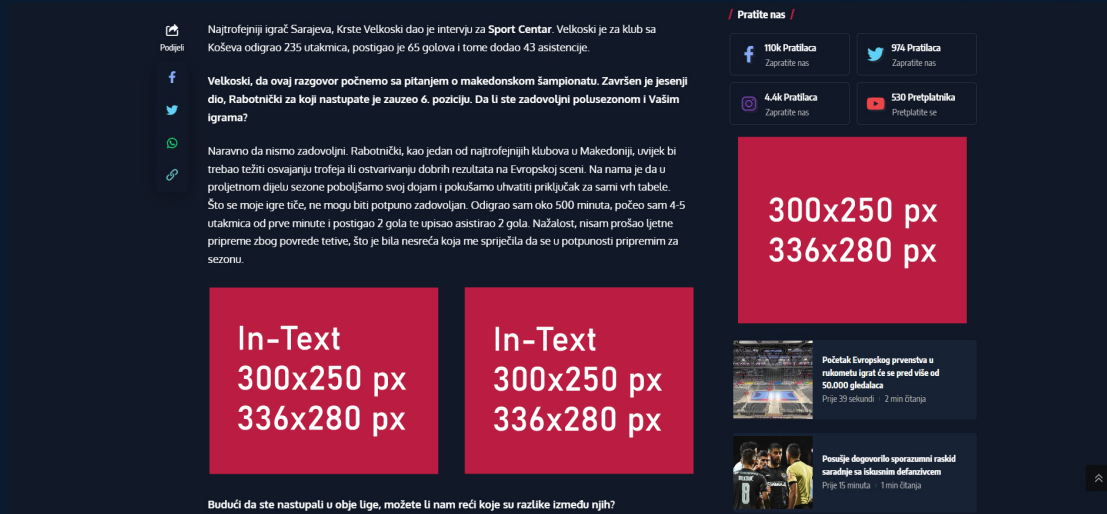 Podijeli
Najtrofejniji igrač Sarajeva, Krste Velkoski dao je intervju za Sport Centar. Velkoski je za klub sa
Koševa odigrao 235 utakmica, postigao je 65 golova i tome dodao 43 asistencije.
Velkoski, da ovaj razgovor počnemo sa pitanjem o makedonskom šampionatu. Završen je jesenji
dio, Rabotnički za koji nastupate je zauzeo 6. poziciju. Da li ste zadovoljni polusezonom i Vašim
igrama?
Naravno da nismo zadovoljni. Rabotnički, kao jedan od najtrofejnijih klubova u Makedoniji, uvijek bi
trebao težiti osvajanju trofeja ili ostvarivanju dobrih rezultata na Evropskoj sceni. Na nama je da u
proljetnom dijelu sezone poboljšamo svoj dojam i pokušamo uhvatiti priključak za sami vrh tabele.
Što se moje igre tiče, ne mogu biti potpuno zadovoljan. Odigrao sam oko 500 minuta, počeo sam 4-5
utakmica od prve minute i postigao 2 gola te upisao asistirao 2 gola. Nažalost, nisam prošao ljetne
pripreme zbog povrede tetive, što je bila nesreća koja me spriječila da se u potpunosti pripremim za
sezonu.
In-Text
300x250 px
336x280 px
In-Text
300x250 px
336x280 px
Budući da ste nastupali u obje lige, možete li nam reći koje su razlike između njih?
/ Pratite nas /
110k Pratilaca
Zapratite nas
974 Pratilaca
Zapratite nas
4.4k Pratilaca
Zapratite nas
530 Pretplatnika
Pretplatite se
300x250 px
336x280 px
Početak Evropskog prvenstva u
rukometu igrat će se pred više od
50.000 gledalaca
Prije 39 sekundi
2 min čitanja
Posušje dogovorilo sporazumni raskid
saradnje sa iskusnim defanzivcem
Prije 15 minuta
1 min čitanja
8